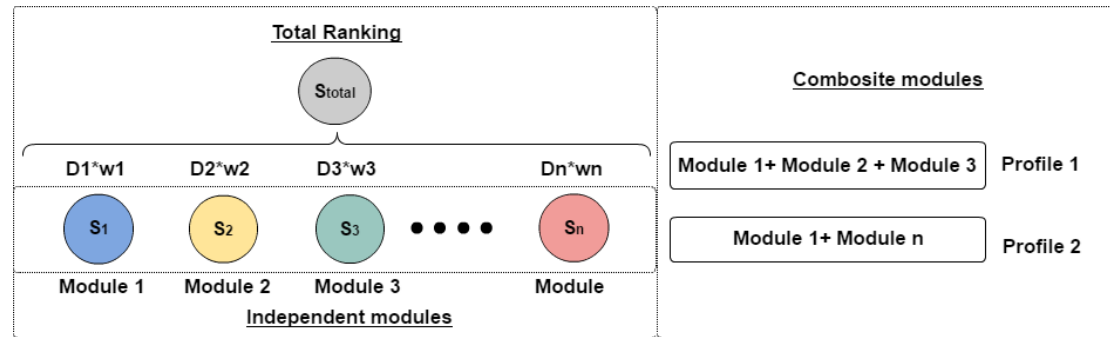 Total Ranking
Stotal
D1*w1 D2*w2 D3*w3 Dn*wn
S1 S2 S3 Sn
Module 1 Module 2 Module 3 Module
Independent modules
Composite modules
Module 1+ Module 2 + Module 3 Profile 1
Module 1+ Module n Profile 2